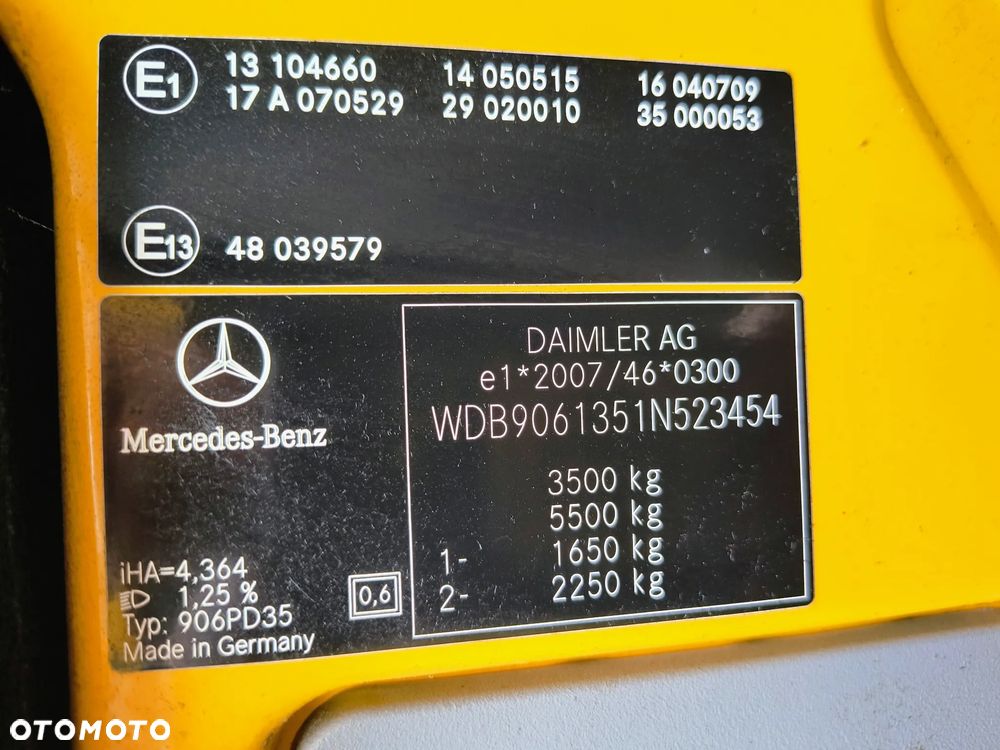 E1 13 104660 14 050515 16 040709
17 A 070529 29 020010 35 000053
E13 48 039579
Mercedes-Benz
DAIMLER AG
e1*2007/46*0300
WDB9061351N523454
3500 kg
5500 kg
1- 1650 kg
2- 2250 kg
iHA=4,364
1,25 %
Typ: 906PD35
Made in Germany
0,6
OTOMOTO